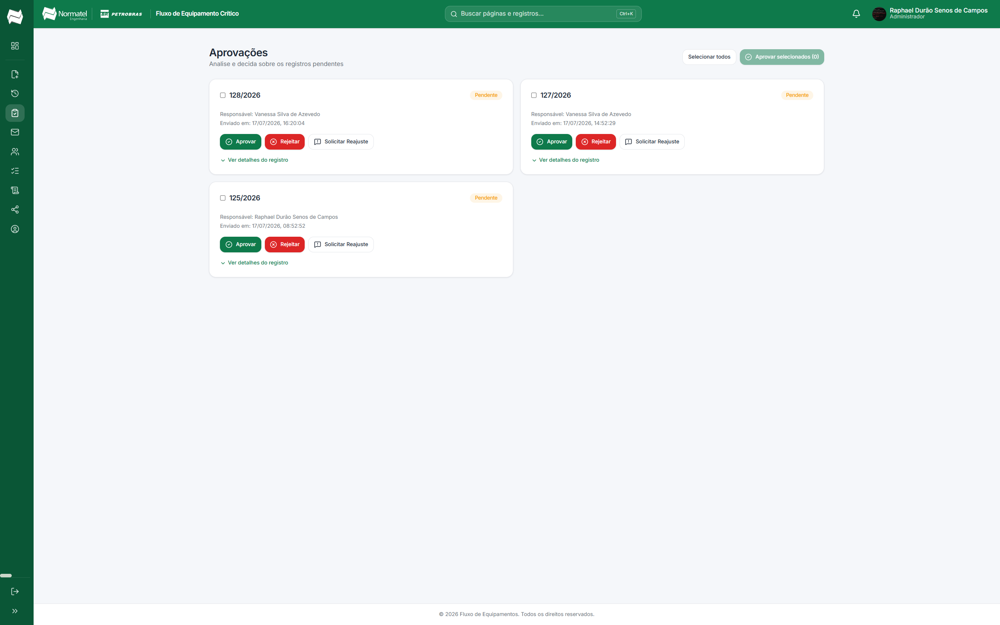 Normatel
Engenharia
BR PETROBRAS
Fluxo de Equipamento Crítico
Buscar páginas e registros...
Ctrl+K
Raphael Durão Senos de Campos
Administrador
Aprovações
Analise e decida sobre os registros pendentes
Selecionar todos
Aprovar selecionados (0)
128/2026
Pendente
Responsável: Vanessa Silva de Azevedo
Enviado em: 17/07/2026, 16:20:04
Aprovar
Rejeitar
Solicitar Reajuste
Ver detalhes do registro
127/2026
Pendente
Responsável: Vanessa Silva de Azevedo
Enviado em: 17/07/2026, 14:52:29
Aprovar
Rejeitar
Solicitar Reajuste
Ver detalhes do registro
125/2026
Pendente
Responsável: Raphael Durão Senos de Campos
Enviado em: 17/07/2026, 08:52:52
Aprovar
Rejeitar
Solicitar Reajuste
Ver detalhes do registro
© 2026 Fluxo de Equipamentos. Todos os direitos reservados.